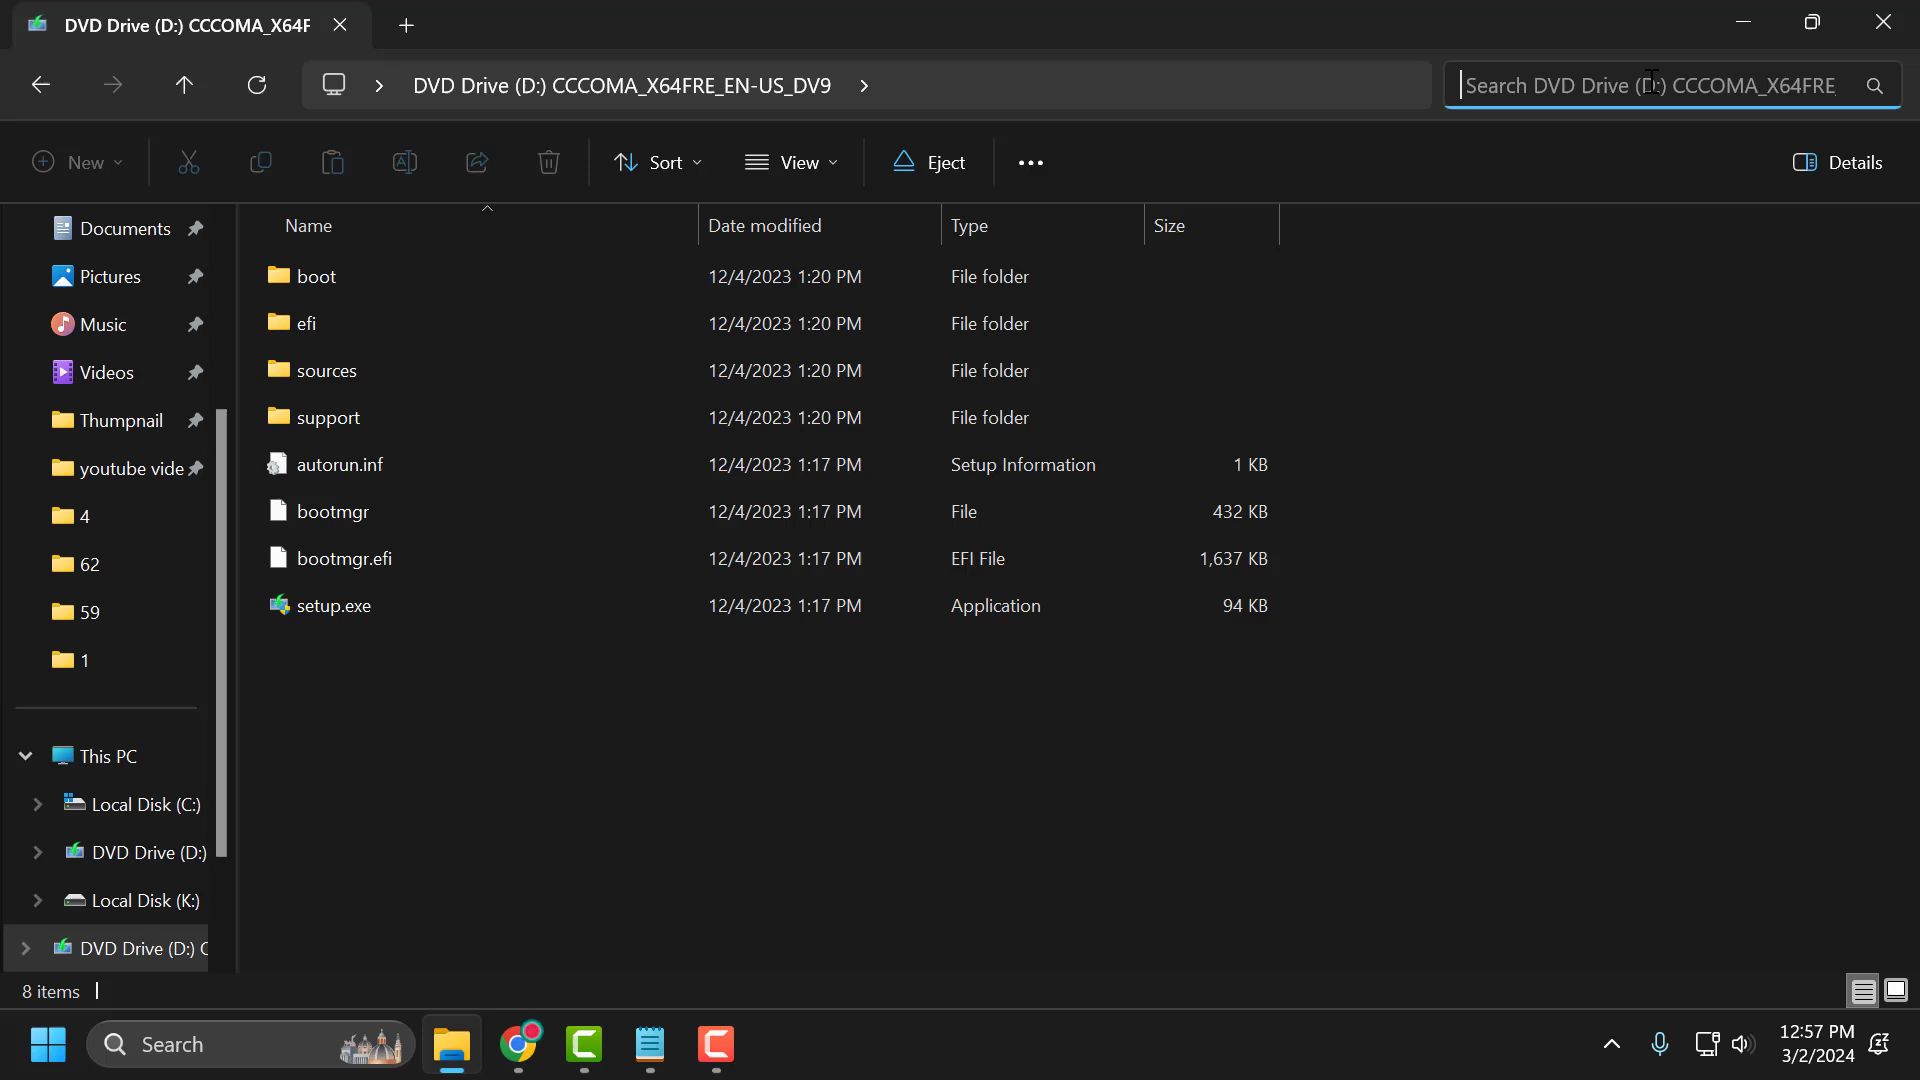 DVD Drive (D:) CCCOMA_X64F
DVD Drive (D:) CCCOMA_X64FRE_EN-US_DV9
Search DVD Drive (D:) CCCOMA_X64FRE
New
Sort
View
Eject
Details
Name Date modified Type Size
Documents
Pictures
Music
Videos
Thumpnail
youtube vide
4
62
59
1
This PC
Local Disk (C:)
DVD Drive (D:)
Local Disk (K:)
DVD Drive (D:) C
boot 12/4/2023 1:20 PM File folder
efi 12/4/2023 1:20 PM File folder
sources 12/4/2023 1:20 PM File folder
support 12/4/2023 1:20 PM File folder
autorun.inf 12/4/2023 1:17 PM Setup Information 1 KB
bootmgr 12/4/2023 1:17 PM File 432 KB
bootmgr.efi 12/4/2023 1:17 PM EFI File 1,637 KB
setup.exe 12/4/2023 1:17 PM Application 94 KB
8 items
Search
12:57 PM
3/2/2024